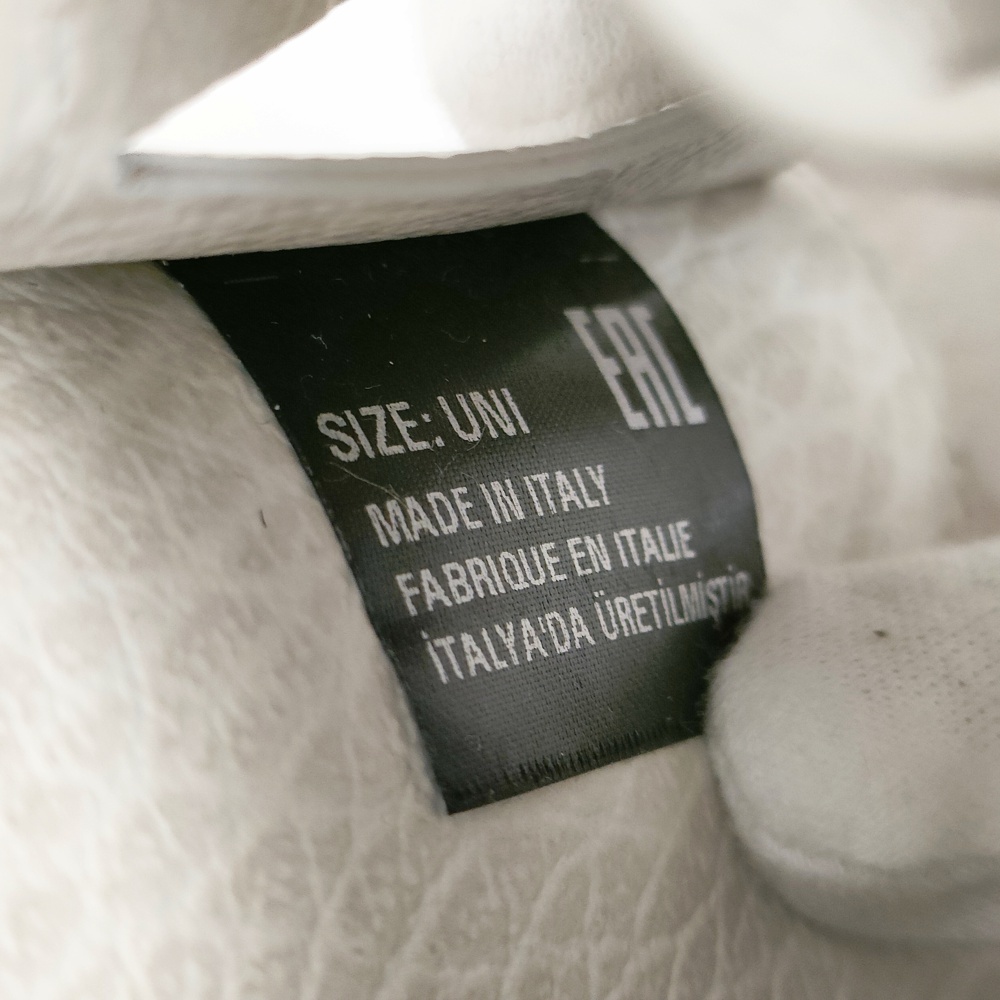 EAC
SIZE: UNI
MADE IN ITALY
FABRIQUE EN ITALIE
İTALYA'DA ÜRETİLMİŞTİR